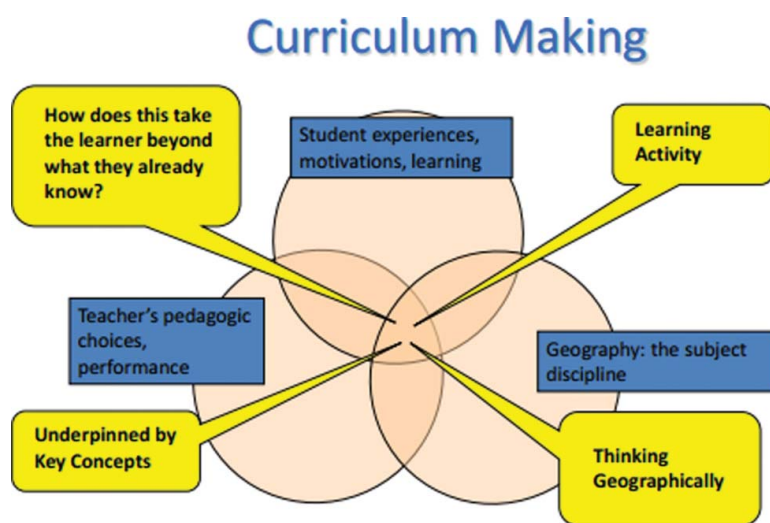 Curriculum Making
How does this take
the learner beyond
what they already
know?
Student experiences,
motivations, learning
Learning
Activity
Teacher's pedagogic
choices,
performance
Geography: the subject
discipline
Underpinned by
Key Concepts
Thinking
Geographically